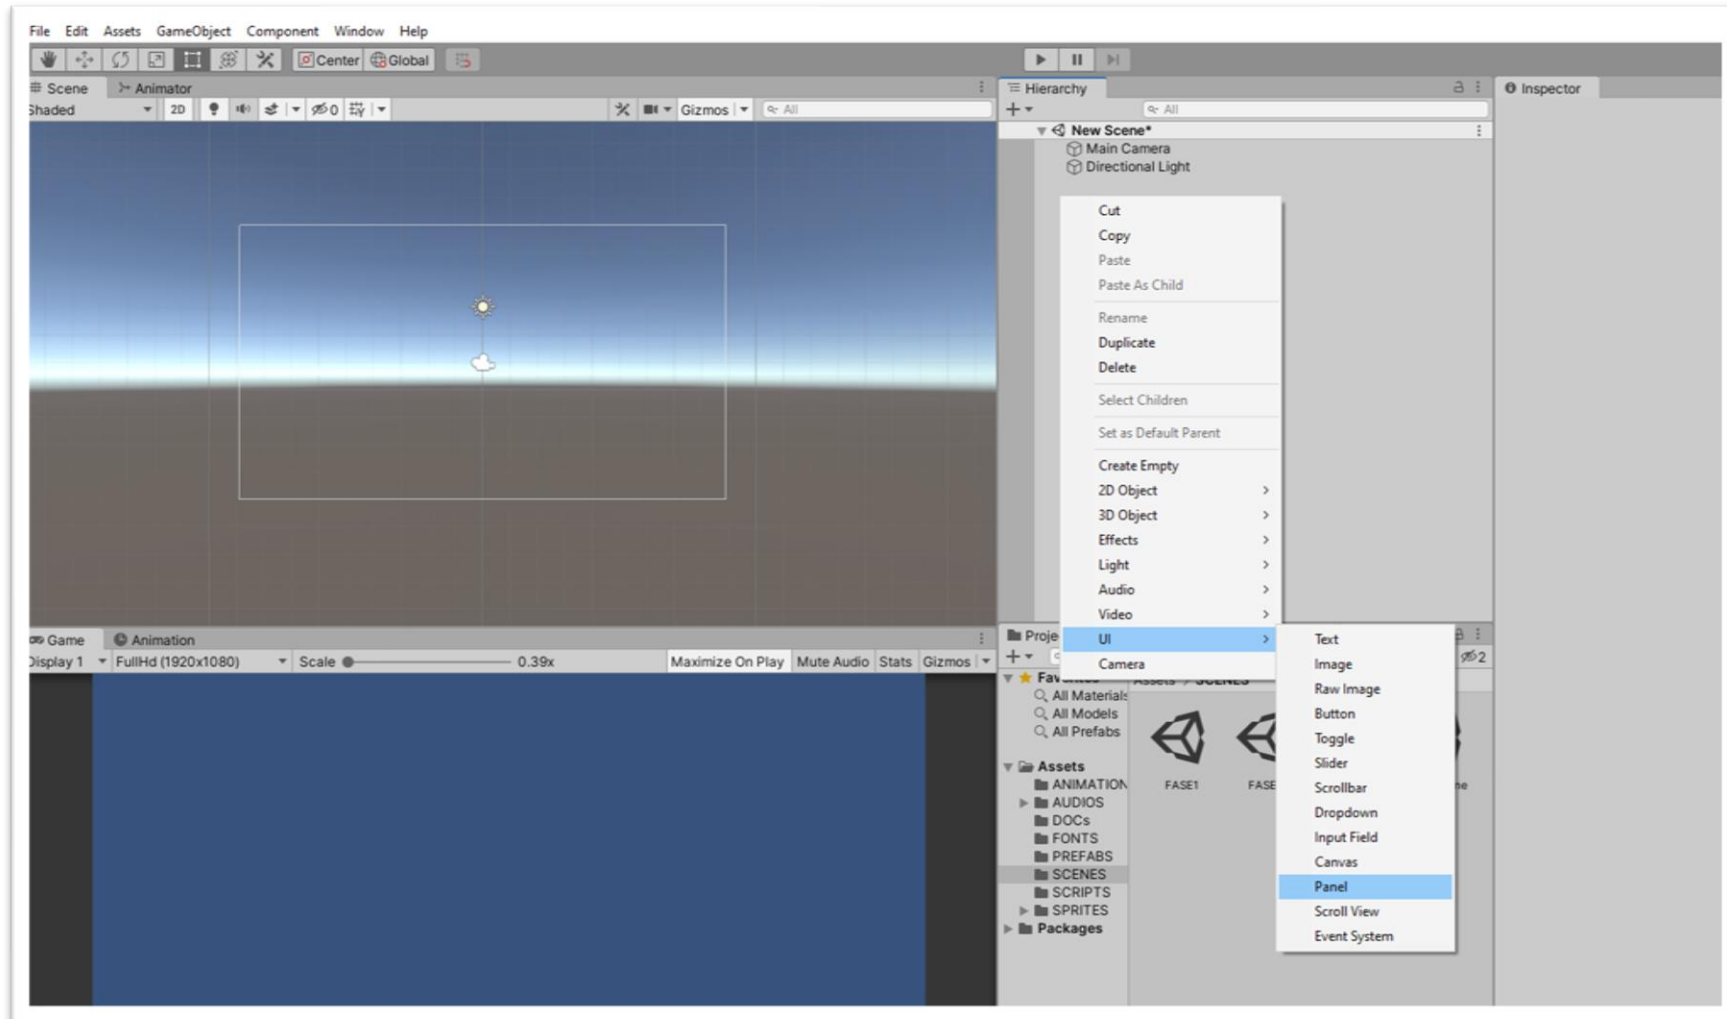 File Edit Assets GameObject Component Window Help
Center Global
Scene Animator
Shaded 2D 0 Gizmos All
Hierarchy
All
New Scene*
Main Camera
Directional Light
Inspector
Cut
Copy
Paste
Paste As Child
Rename
Duplicate
Delete
Select Children
Set as Default Parent
Create Empty
2D Object
3D Object
Effects
Light
Audio
Video
UI
Camera
Text
Image
Raw Image
Button
Toggle
Slider
Scrollbar
Dropdown
Input Field
Canvas
Panel
Scroll View
Event System
Game Animation
Display 1 FullHd (1920x1080) Scale 0.39x Maximize On Play Mute Audio Stats Gizmos
Proje
2
Assets SCENES
All Materials
All Models
All Prefabs
Assets
ANIMATION
AUDIOS
DOCs
FONTS
PREFABS
SCENES
SCRIPTS
SPRITES
Packages
FASE1 FASE